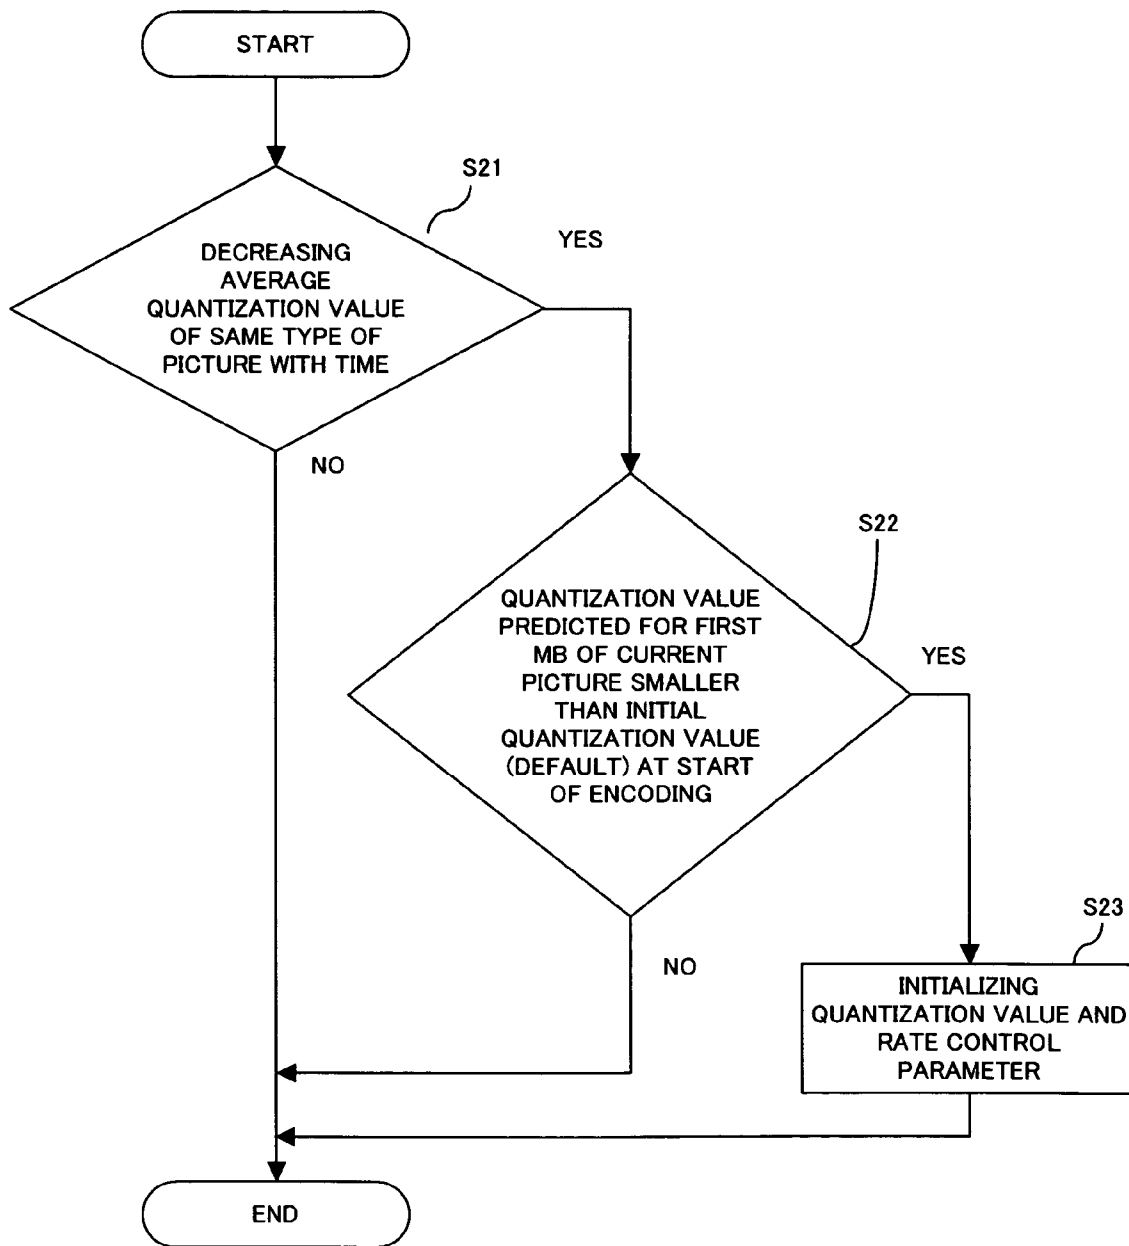 START
S21
YES
DECREASING
AVERAGE
QUANTIZATION VALUE
OF SAME TYPE OF
PICTURE WITH TIME
NO
S22
QUANTIZATION VALUE
PREDICTED FOR FIRST
MB OF CURRENT
PICTURE SMALLER
THAN INITIAL
QUANTIZATION VALUE
(DEFAULT) AT START
OF ENCODING
YES
NO
S23
INITIALIZING
QUANTIZATION VALUE AND
RATE CONTROL
PARAMETER
END